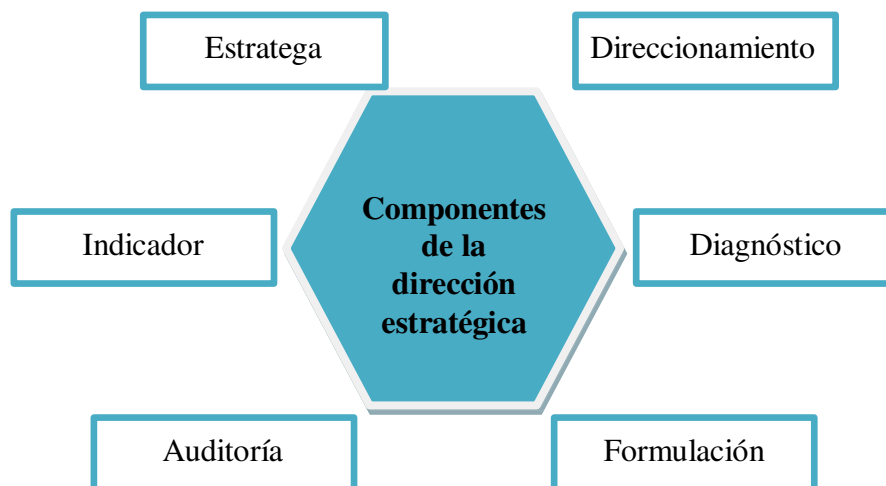 Estratega
Direccionamiento
Componentes
de la
dirección
estratégica
Indicador
Diagnóstico
Auditoría
Formulación